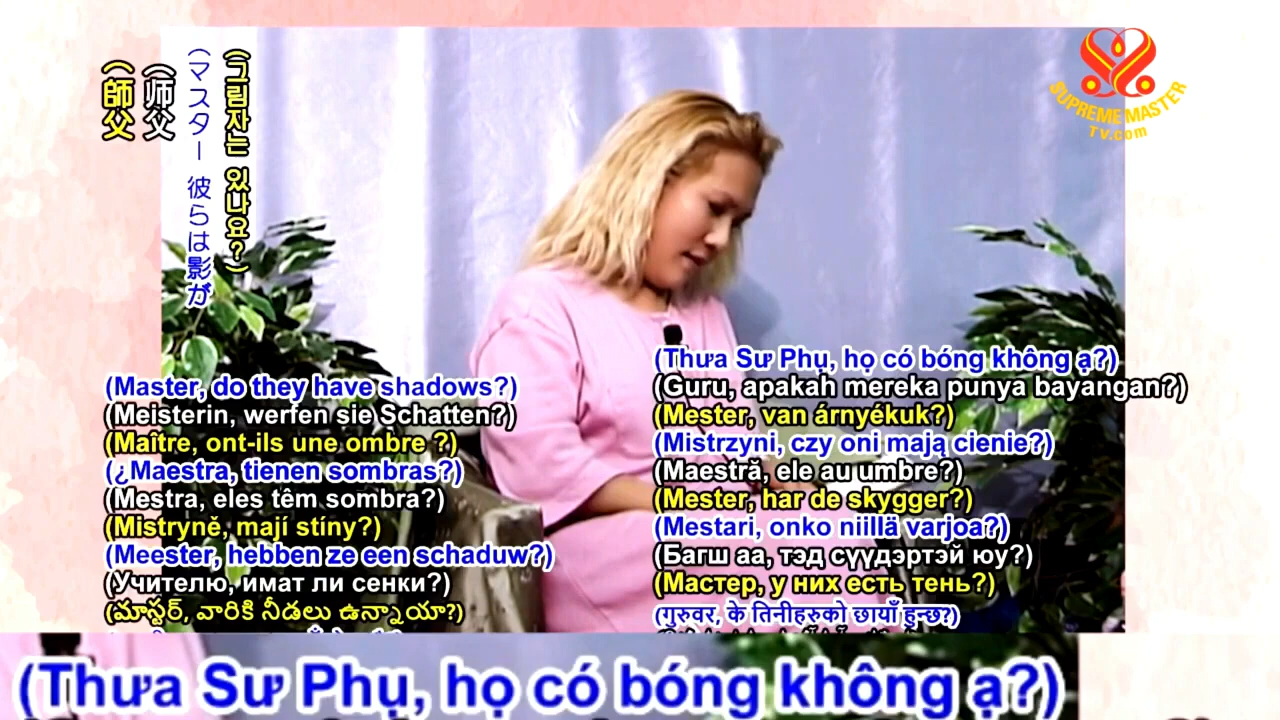 (그림자는 있나요?)
(マスター 彼らは影が
(师父
(師父
SUPREME MASTER
TV.com
(Master, do they have shadows?)
(Meisterin, werfen sie Schatten?)
(Maître, ont-ils une ombre ?)
(¿Maestra, tienen sombras?)
(Mestra, eles têm sombra?)
(Mistryně, mají stíny?)
(Meester, hebben ze een schaduw?)
(Учителю, имат ли сенки?)
(మాస్టర్, వారికి నీడలు ఉన్నాయా?)
(Thưa Sư Phụ, họ có bóng không ạ?)
(Guru, apakah mereka punya bayangan?)
(Mester, van árnyékuk?)
(Mistrzyni, czy oni mają cienie?)
(Maestră, ele au umbre?)
(Mester, har de skygger?)
(Mestari, onko niillä varjoa?)
(Багш аа, тэд сүүдэртэй юу?)
(Мастер, у них есть тень?)
(गुरुवर, के तिनीहरुको छायाँ हुन्छ?)
(Thưa Sư Phụ, họ có bóng không ạ?)